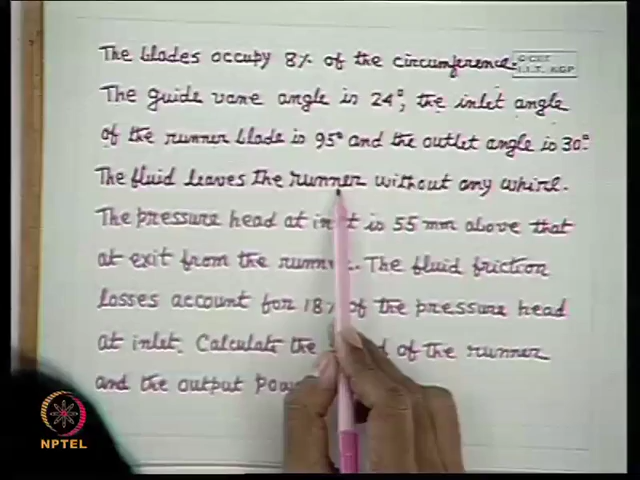 The blades occupy 8% of the circumference.
C CET
I.I.T. KGP
The guide vane angle is 24°, the inlet angle
of the runner blade is 95° and the outlet angle is 30°.
The fluid leaves the runner without any whirl.
The pressure head at is 55 mm above that
at exit from the The fluid friction
losses account for 18% of the pressure head
at inlet. Calculate the of the runner
and the output
NPTEL